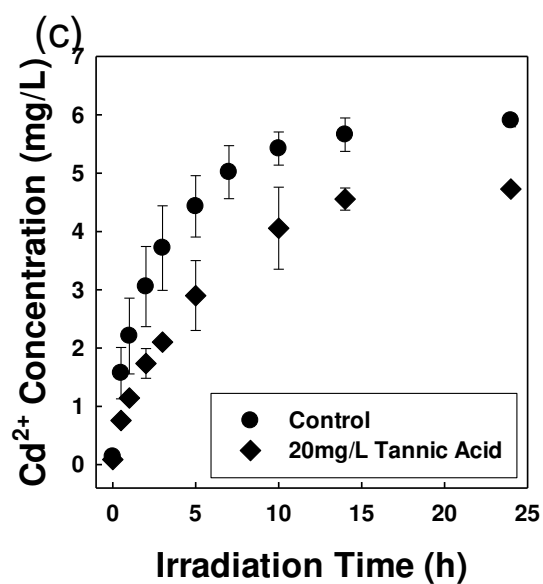 (c)
Cd2+ Concentration (mg/L)
7
6
5
4
3
2
1
0
Control
20mg/L Tannic Acid
0 5 10 15 20 25
Irradiation Time (h)